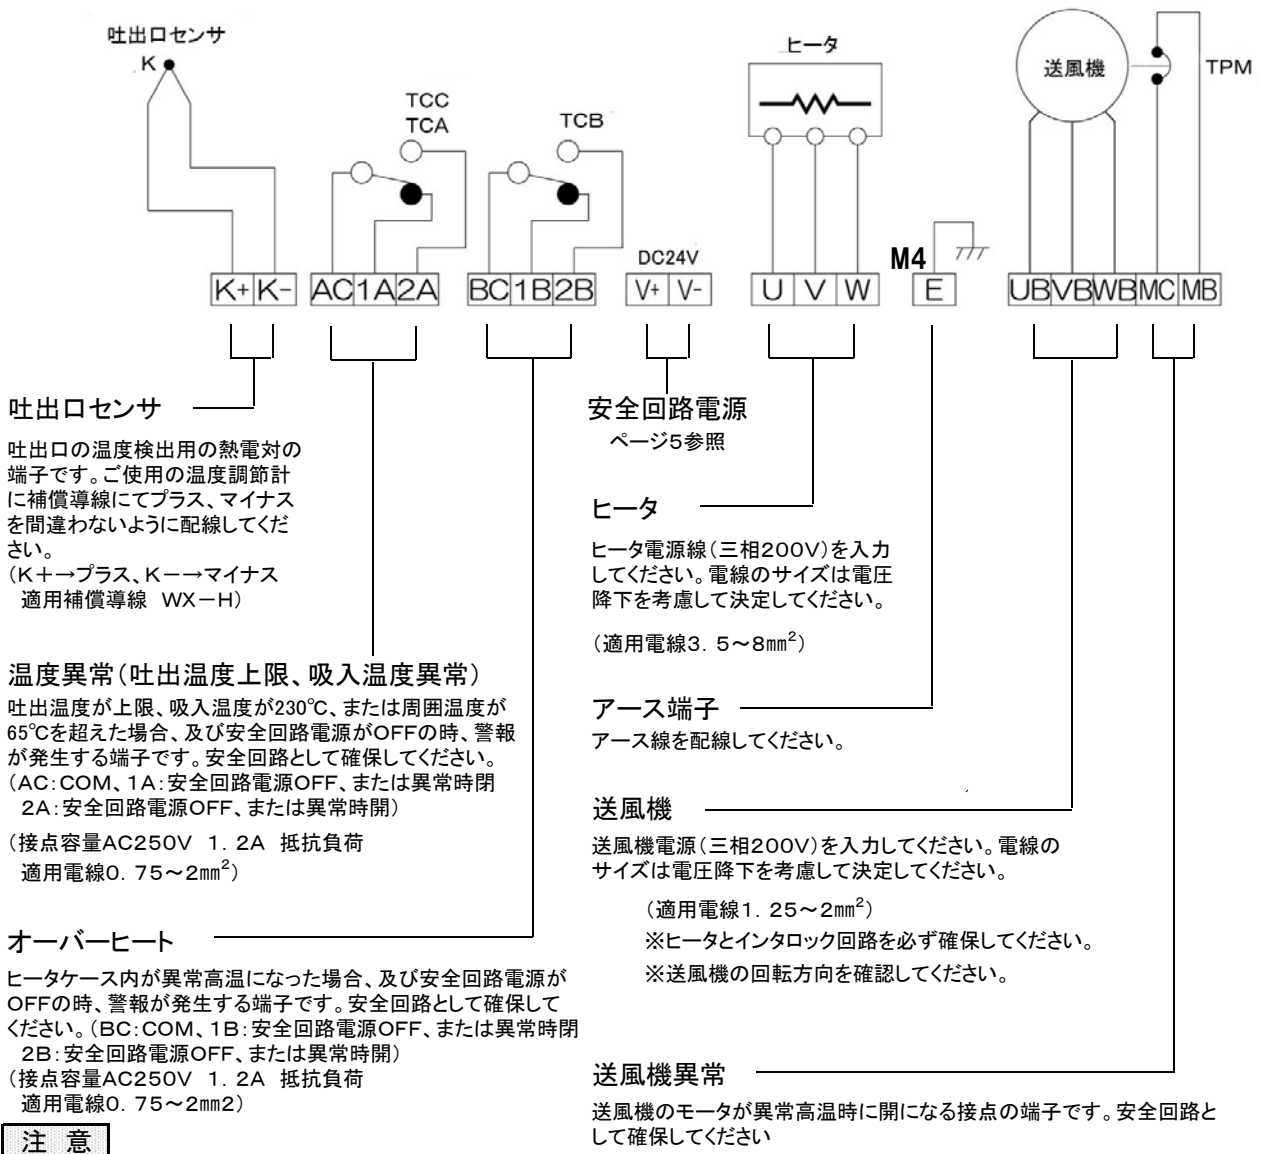 吐出口センサ
K
TCC
TCA
TCB
ヒータ
送風機
TPM
DC24V
M4
K+ K-
AC 1A 2A
BC 1B 2B
V+ V-
U V W
E
UB VB WB MC MB
吐出口センサ
吐出口の温度検出用の熱電対の
端子です。ご使用の温度調節計
に補償導線にてプラス、マイナス
を間違わないように配線してくだ
さい。
（K＋→プラス、K－→マイナス
適用補償導線　WX－H）
温度異常（吐出温度上限、吸入温度異常）
吐出温度が上限、吸入温度が230℃、または周囲温度が
65℃を超えた場合、及び安全回路電源がOFFの時、警報
が発生する端子です。安全回路として確保してください。
（AC：COM、1A：安全回路電源OFF、または異常時閉
2A：安全回路電源OFF、または異常時開）
（接点容量AC250V　1．2A　抵抗負荷
適用電線0．75～2mm²）
オーバーヒート
ヒータケース内が異常高温になった場合、及び安全回路電源が
OFFの時、警報が発生する端子です。安全回路として確保して
ください。（BC：COM、1B：安全回路電源OFF、または異常時閉
2B：安全回路電源OFF、または異常時開）
（接点容量AC250V　1．2A　抵抗負荷
適用電線0．75～2mm2）
注　意
安全回路電源
ページ5参照
ヒータ
ヒータ電源線（三相200V）を入力
してください。電線のサイズは電圧
降下を考慮して決定してください。
（適用電線3．5～8mm²）
アース端子
アース線を配線してください。
送風機
送風機電源（三相200V）を入力してください。電線の
サイズは電圧降下を考慮して決定してください。
（適用電線1．25～2mm²）
※ヒータとインタロック回路を必ず確保してください。
※送風機の回転方向を確認してください。
送風機異常
送風機のモータが異常高温時に開になる接点の端子です。安全回路と
して確保してください